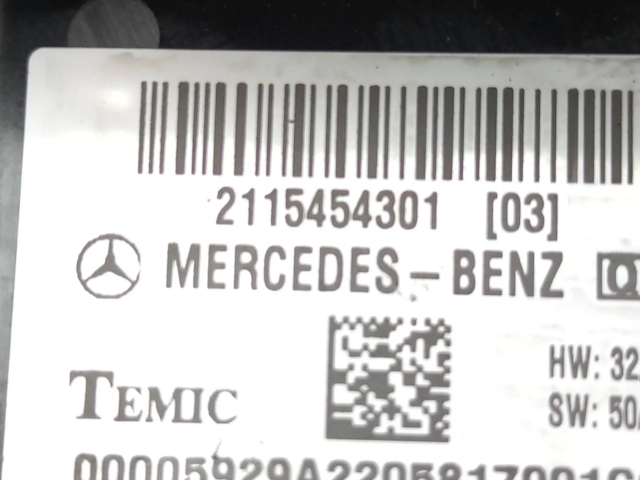 2115454301 [03]
MERCEDES-BENZ
HW: 32
TEMIC
SW: 50